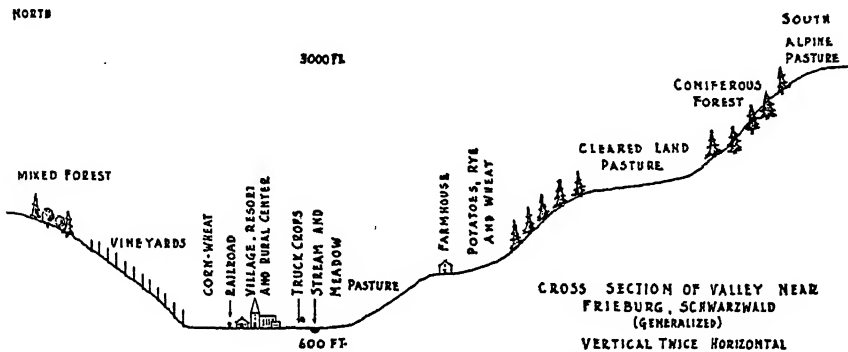 NORTH
SOUTH
ALPINE
PASTURE
3000 FT.
CONIFEROUS
FOREST
CLEARED LAND
PASTURE
MIXED FOREST
VINEYARDS
CORN-WHEAT
RAILROAD
VILLAGE, RESORT
AND RURAL CENTER
TRUCK CROPS
STREAM AND
MEADOW
PASTURE
FARMHOUSE
POTATOES, RYE
AND WHEAT
600 FT.
CROSS SECTION OF VALLEY NEAR
FRIEBURG, SCHWARZWALD
(GENERALIZED)
VERTICAL TWICE HORIZONTAL